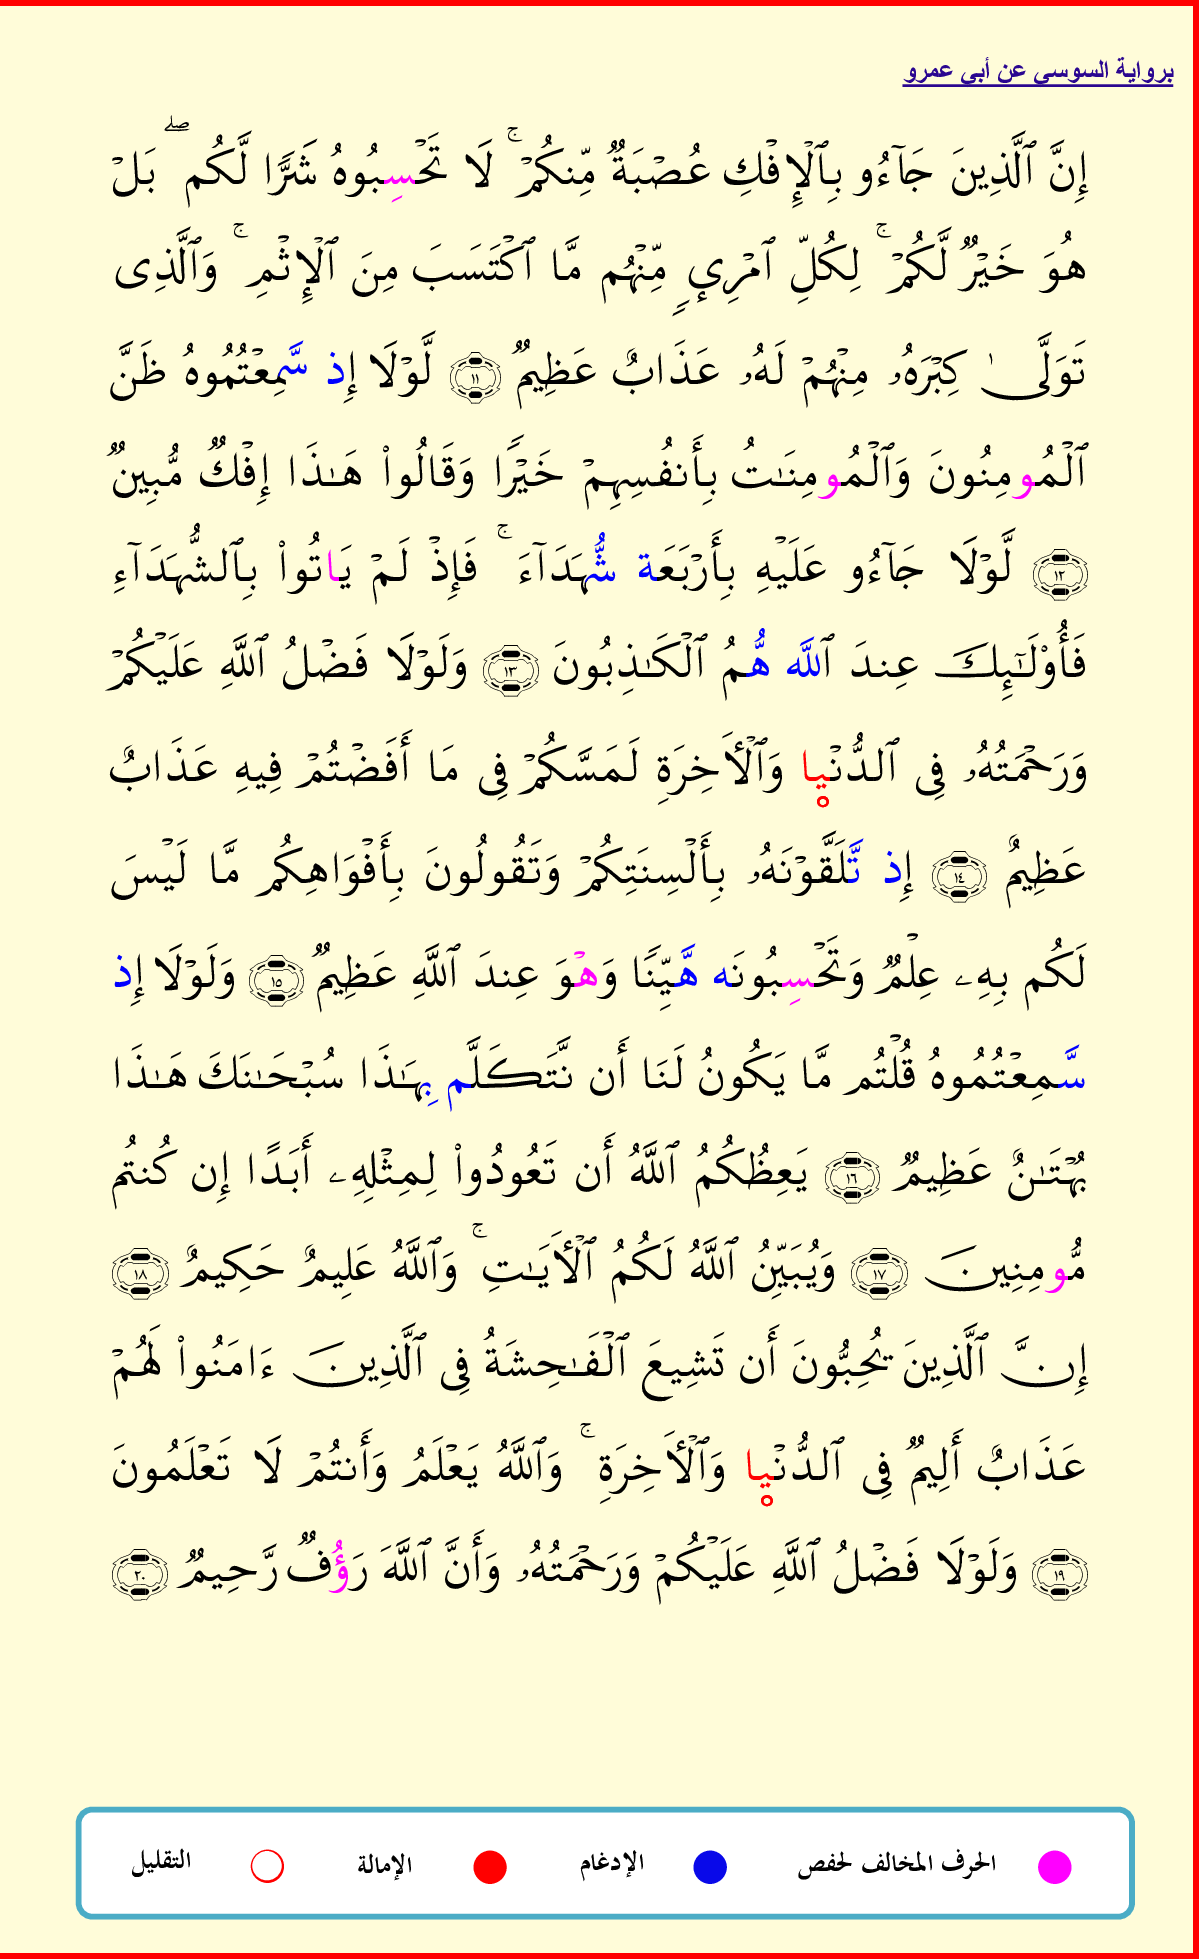 برواية السوسي عن أبي عمرو
إِنَّ ٱلَّذِينَ جَآءُو بِٱلْإِفْكِ عُصْبَةٌ مِّنكُمْ ۚ لَا تَحْسِبُوهُ شَرًّا لَّكُم ۖ بَلْ
هُوَ خَيْرٌ لَّكُمْ ۚ لِكُلِّ ٱمْرِيٍٕ مِّنْهُم مَّا ٱكْتَسَبَ مِنَ ٱلْإِثْمِ ۚ وَٱلَّذِى
تَوَلَّىٰ كِبْرَهُۥ مِنْهُمْ لَهُۥ عَذَابٌ عَظِيمٌ ١١ لَّوْلَا إِذ سَّمِعْتُمُوهُ ظَنَّ
ٱلْمُومِنُونَ وَٱلْمُومِنَـٰتُ بِأَنفُسِهِمْ خَيْرًا وَقَالُوا۟ هَـٰذَا إِفْكٌ مُّبِينٌ
١٢ لَّوْلَا جَآءُو عَلَيْهِ بِأَرْبَعَة شُّهَدَآءَ ۚ فَإِذْ لَمْ يَاتُوا۟ بِٱلشُّهَدَآءِ
فَأُو۟لَـٰٓئِكَ عِندَ ٱللَّه هُّمُ ٱلْكَـٰذِبُونَ ١٣ وَلَوْلَا فَضْلُ ٱللَّهِ عَلَيْكُمْ
وَرَحْمَتُهُۥ فِى ٱلدُّنْيا وَٱلْأَخِرَةِ لَمَسَّكُمْ فِى مَا أَفَضْتُمْ فِيهِ عَذَابٌ
عَظِيمٌ ١٤ إِذ تَّلَقَّوْنَهُۥ بِأَلْسِنَتِكُمْ وَتَقُولُونَ بِأَفْوَاهِكُم مَّا لَيْسَ
لَكُم بِهِۦ عِلْمٌ وَتَحْسِبُونَه هَّيِّنًا وَهْوَ عِندَ ٱللَّهِ عَظِيمٌ ١٥ وَلَوْلَا إِذ
سَّمِعْتُمُوهُ قُلْتُم مَّا يَكُونُ لَنَا أَن نَّتَكَلَّم بِهَـٰذَا سُبْحَـٰنَكَ هَـٰذَا
بُهْتَـٰنٌ عَظِيمٌ ١٦ يَعِظُكُمُ ٱللَّهُ أَن تَعُودُوا۟ لِمِثْلِهِۦ أَبَدًا إِن كُنتُم
مُّومِنِينَ ١٧ وَيُبَيِّنُ ٱللَّهُ لَكُمُ ٱلْأَيَـٰتِ ۚ وَٱللَّهُ عَلِيمٌ حَكِيمٌ ١٨
إِنَّ ٱلَّذِينَ يُحِبُّونَ أَن تَشِيعَ ٱلْفَـٰحِشَةُ فِى ٱلَّذِينَ ءَامَنُوا۟ لَهُمْ
عَذَابٌ أَلِيمٌ فِى ٱلدُّنْيا وَٱلْأَخِرَةِ ۚ وَٱللَّهُ يَعْلَمُ وَأَنتُمْ لَا تَعْلَمُونَ
١٩ وَلَوْلَا فَضْلُ ٱللَّهِ عَلَيْكُمْ وَرَحْمَتُهُۥ وَأَنَّ ٱللَّهَ رَؤُفٌ رَّحِيمٌ ٢٠
الحرف المخالف لحفص الإدغام الإمالة التقليل